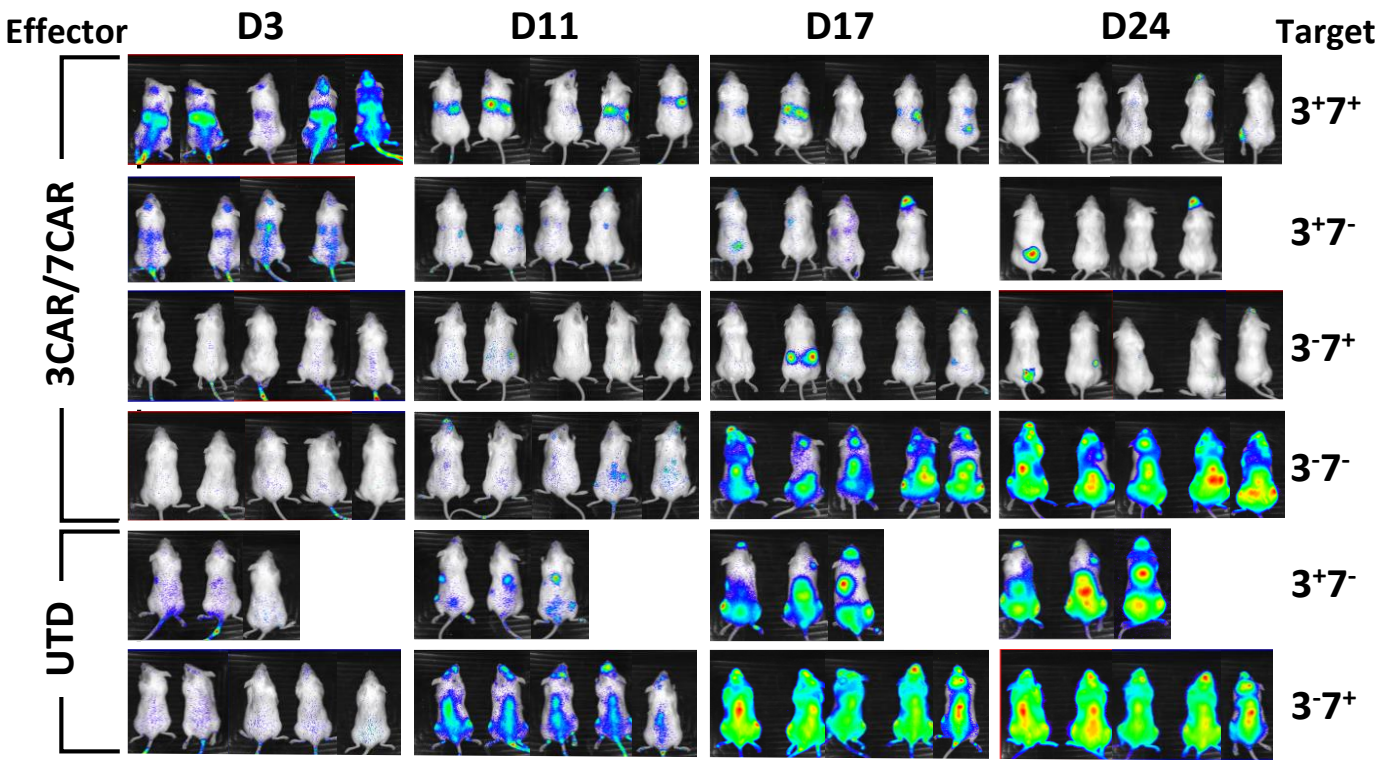 Effector D3 D11 D17 D24 Target
3CAR/7CAR
3⁺7⁺
3⁺7⁻
3⁻7⁺
3⁻7⁻
UTD
3⁺7⁻
3⁻7⁺